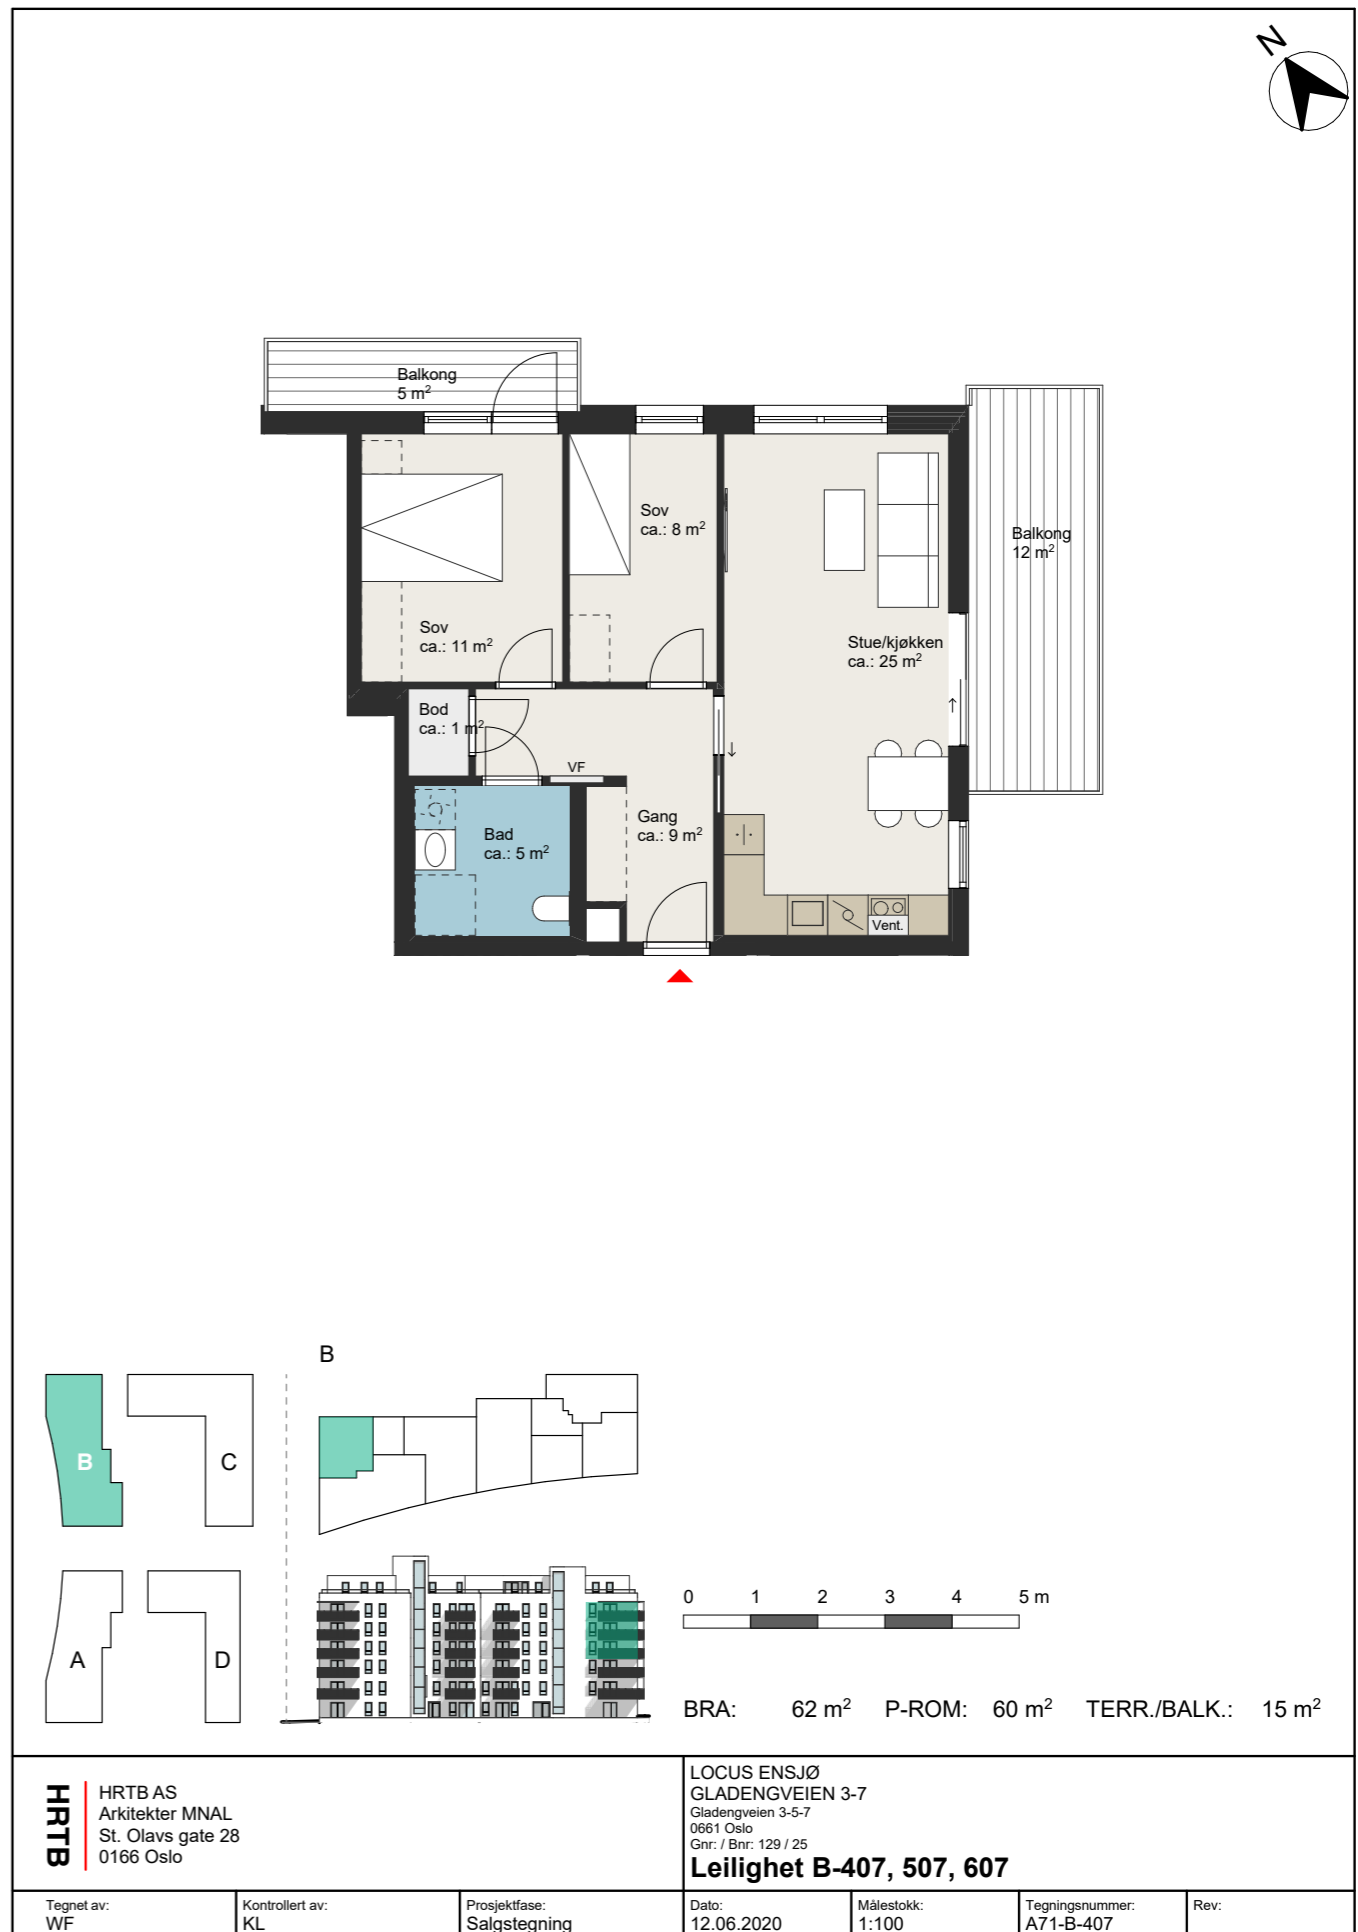 N
Balkong
5 m²
Sov
ca.: 8 m²
Balkong
12 m²
Sov
ca.: 11 m²
Stue/kjøkken
ca.: 25 m²
Bod
ca.: 1 m²
VF
Gang
ca.: 9 m²
Bad
ca.: 5 m²
Vent.
B
B
C
A
D
0 1 2 3 4 5 m
BRA: 62 m² P-ROM: 60 m² TERR./BALK.: 15 m²
HRTB
HRTB AS
Arkitekter MNAL
St. Olavs gate 28
0166 Oslo
LOCUS ENSJØ
GLADENGVEIEN 3-7
Gladengveien 3-5-7
0661 Oslo
Gnr: / Bnr: 129 / 25
Leilighet B-407, 507, 607
Tegnet av:
WF
Kontrollert av:
KL
Prosjektfase:
Salgstegning
Dato:
12.06.2020
Målestokk:
1:100
Tegningsnummer:
A71-B-407
Rev: